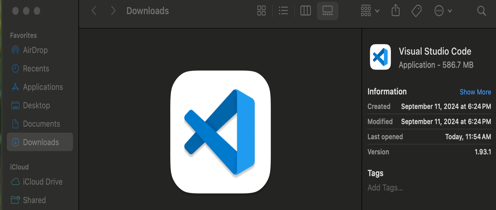 Downloads
Favorites
AirDrop
Recents
Applications
Desktop
Documents
Downloads
iCloud
iCloud Drive
Shared
Visual Studio Code
Application - 586.7 MB
Information Show More
Created September 11, 2024 at 6:24 PM
Modified September 11, 2024 at 6:24 PM
Last opened Today, 11:54 AM
Version 1.93.1
Tags
Add Tags...